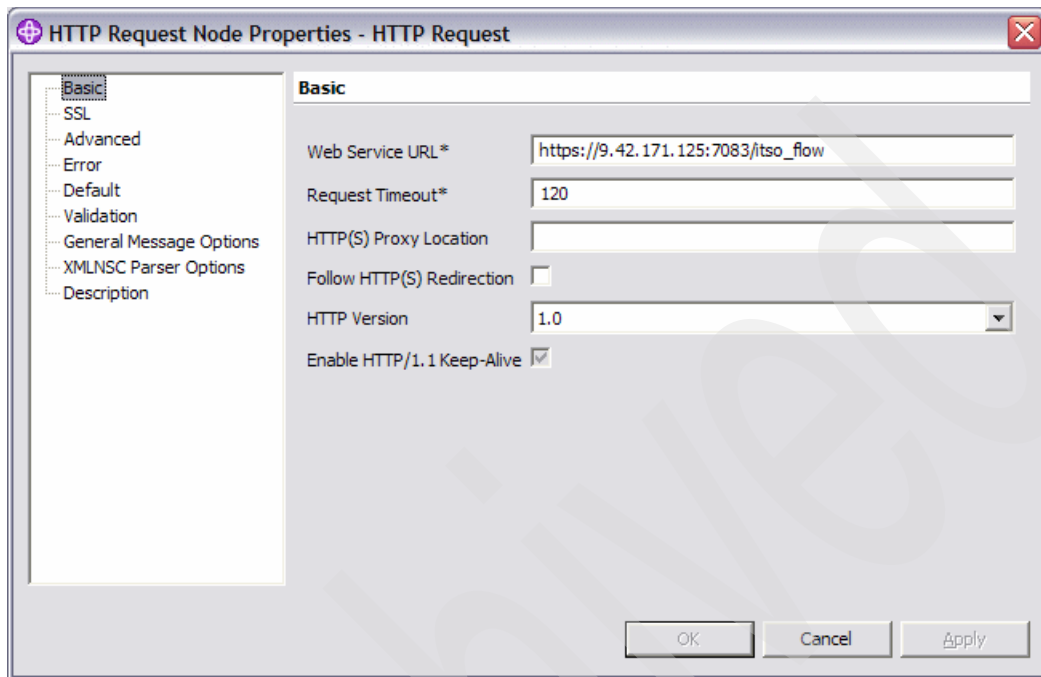 HTTP Request Node Properties - HTTP Request
Basic
SSL
Advanced
Error
Default
Validation
General Message Options
XMLNSC Parser Options
Description
Basic
Web Service URL* https://9.42.171.125:7083/itso_flow
Request Timeout* 120
HTTP(S) Proxy Location
Follow HTTP(S) Redirection
HTTP Version 1.0
Enable HTTP/1.1 Keep-Alive
OK Cancel Apply